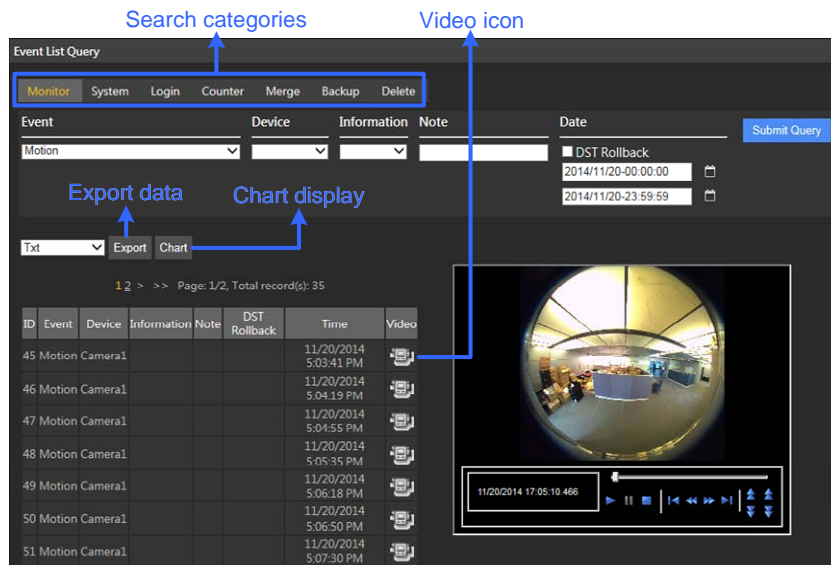 Search categories
Video icon
Event List Query
Monitor System Login Counter Merge Backup Delete
Event Device Information Note Date
Submit Query
Motion
DST Rollback
2014/11/20-00:00:00
2014/11/20-23:59:59
Export data
Chart display
Txt Export Chart
1 2 > >> Page: 1/2, Total record(s): 35
ID Event Device Information Note DST Rollback Time Video
45 Motion Camera1 11/20/2014 5:03:41 PM
46 Motion Camera1 11/20/2014 5:04:19 PM
47 Motion Camera1 11/20/2014 5:04:55 PM
48 Motion Camera1 11/20/2014 5:05:35 PM
49 Motion Camera1 11/20/2014 5:06:18 PM
50 Motion Camera1 11/20/2014 5:06:50 PM
51 Motion Camera1 11/20/2014 5:07:30 PM
11/20/2014 17:05:10.466